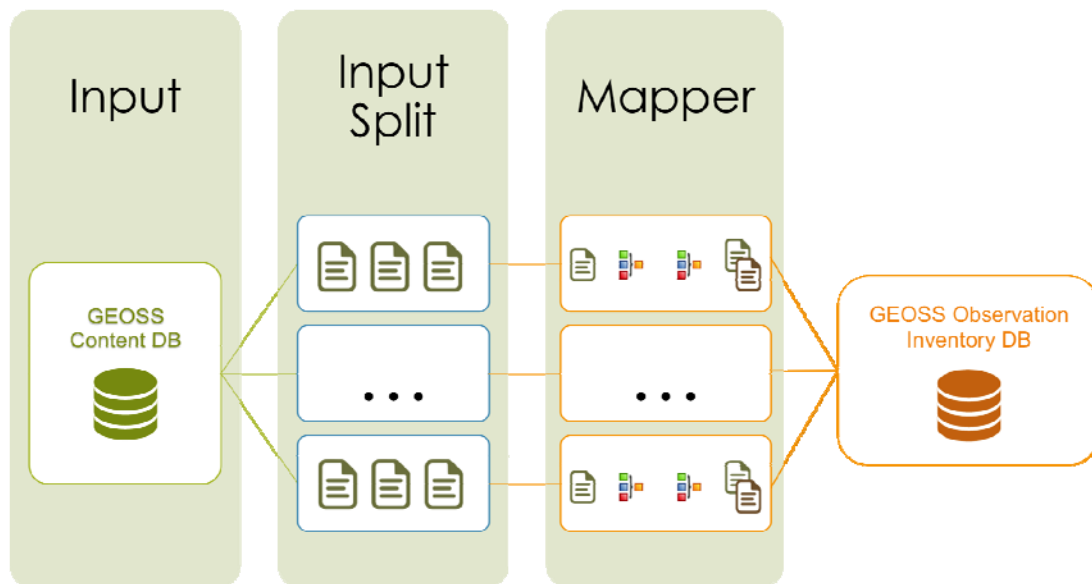 Input
Input
Split
Mapper
GEOSS
Content DB
. . .
. . .
GEOSS Observation
Inventory DB